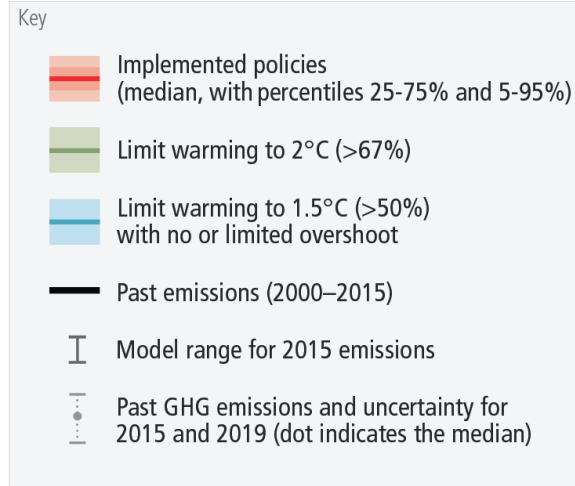 Key
Implemented policies
(median, with percentiles 25-75% and 5-95%)
Limit warming to 2°C (>67%)
Limit warming to 1.5°C (>50%)
with no or limited overshoot
Past emissions (2000–2015)
Model range for 2015 emissions
Past GHG emissions and uncertainty for
2015 and 2019 (dot indicates the median)